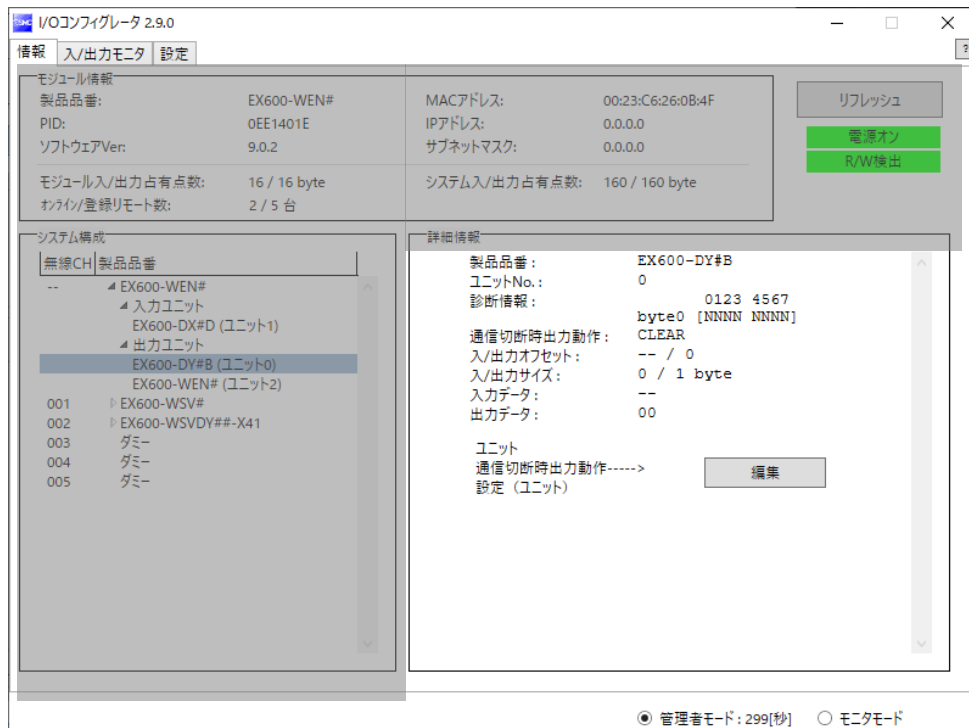 SMC I/Oコンフィグレータ 2.9.0
情報 入/出力モニタ 設定 ?
モジュール情報
製品品番: EX600-WEN# MACアドレス: 00:23:C6:26:0B:4F リフレッシュ
PID: 0EE1401E IPアドレス: 0.0.0.0 電源オン
ソフトウェアVer: 9.0.2 サブネットマスク: 0.0.0.0 R/W検出
モジュール入/出力占有点数: 16 / 16 byte システム入/出力占有点数: 160 / 160 byte
オンライン/登録リモート数: 2 / 5 台
システム構成
無線CH 製品品番
-- EX600-WEN#
入力ユニット
EX600-DX#D (ユニット1)
出力ユニット
EX600-DY#B (ユニット0)
EX600-WEN# (ユニット2)
001 EX600-WSV#
002 EX600-WSVDY##-X41
003 ダミー
004 ダミー
005 ダミー
詳細情報
製品品番: EX600-DY#B
ユニットNo.: 0
診断情報: 0123 4567
byte0 [NNNN NNNN]
通信切断時出力動作: CLEAR
入/出力オフセット: -- / 0
入/出力サイズ: 0 / 1 byte
入力データ: --
出力データ: 00
ユニット
通信切断時出力動作-----> 編集
設定（ユニット）
管理者モード: 299[秒] モニタモード